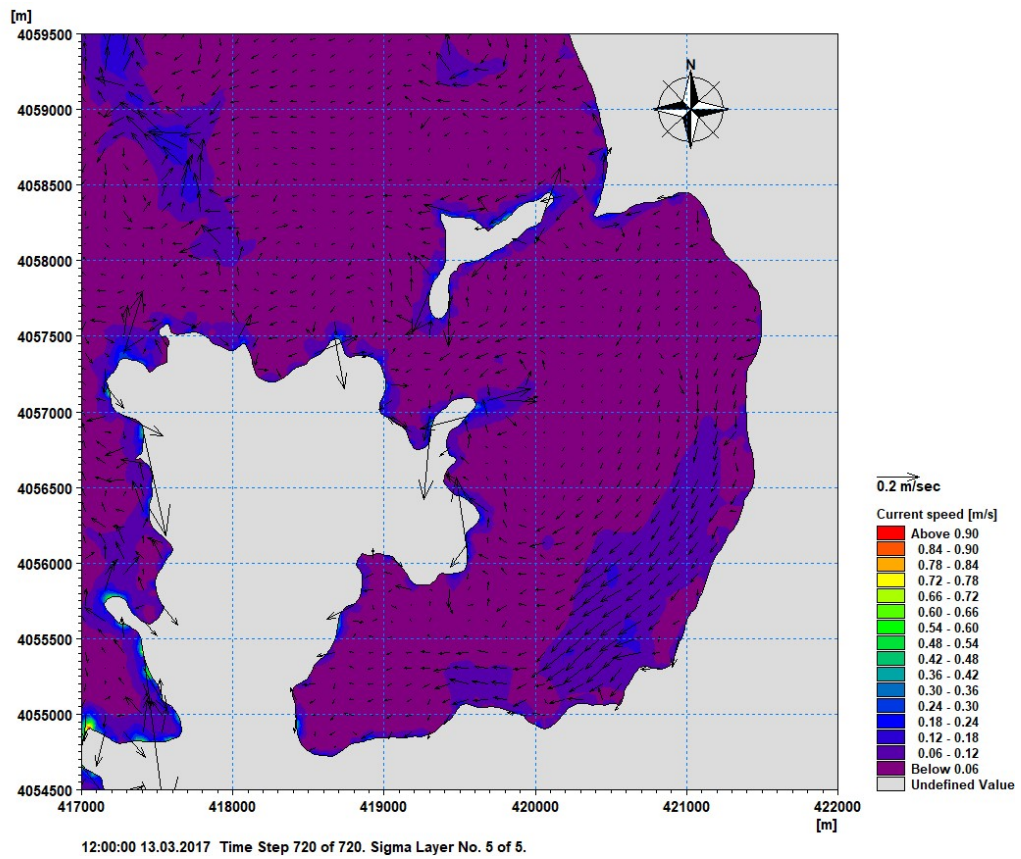 [m]
4059500
N
4059000
4058500
4058000
4057500
4057000
4056500
4056000
4055500
4055000
4054500
417000 418000 419000 420000 421000 422000
[m]
0.2 m/sec
Current speed [m/s]
Above 0.90
0.84 - 0.90
0.78 - 0.84
0.72 - 0.78
0.66 - 0.72
0.60 - 0.66
0.54 - 0.60
0.48 - 0.54
0.42 - 0.48
0.36 - 0.42
0.30 - 0.36
0.24 - 0.30
0.18 - 0.24
0.12 - 0.18
0.06 - 0.12
Below 0.06
Undefined Value
12:00:00 13.03.2017 Time Step 720 of 720. Sigma Layer No. 5 of 5.